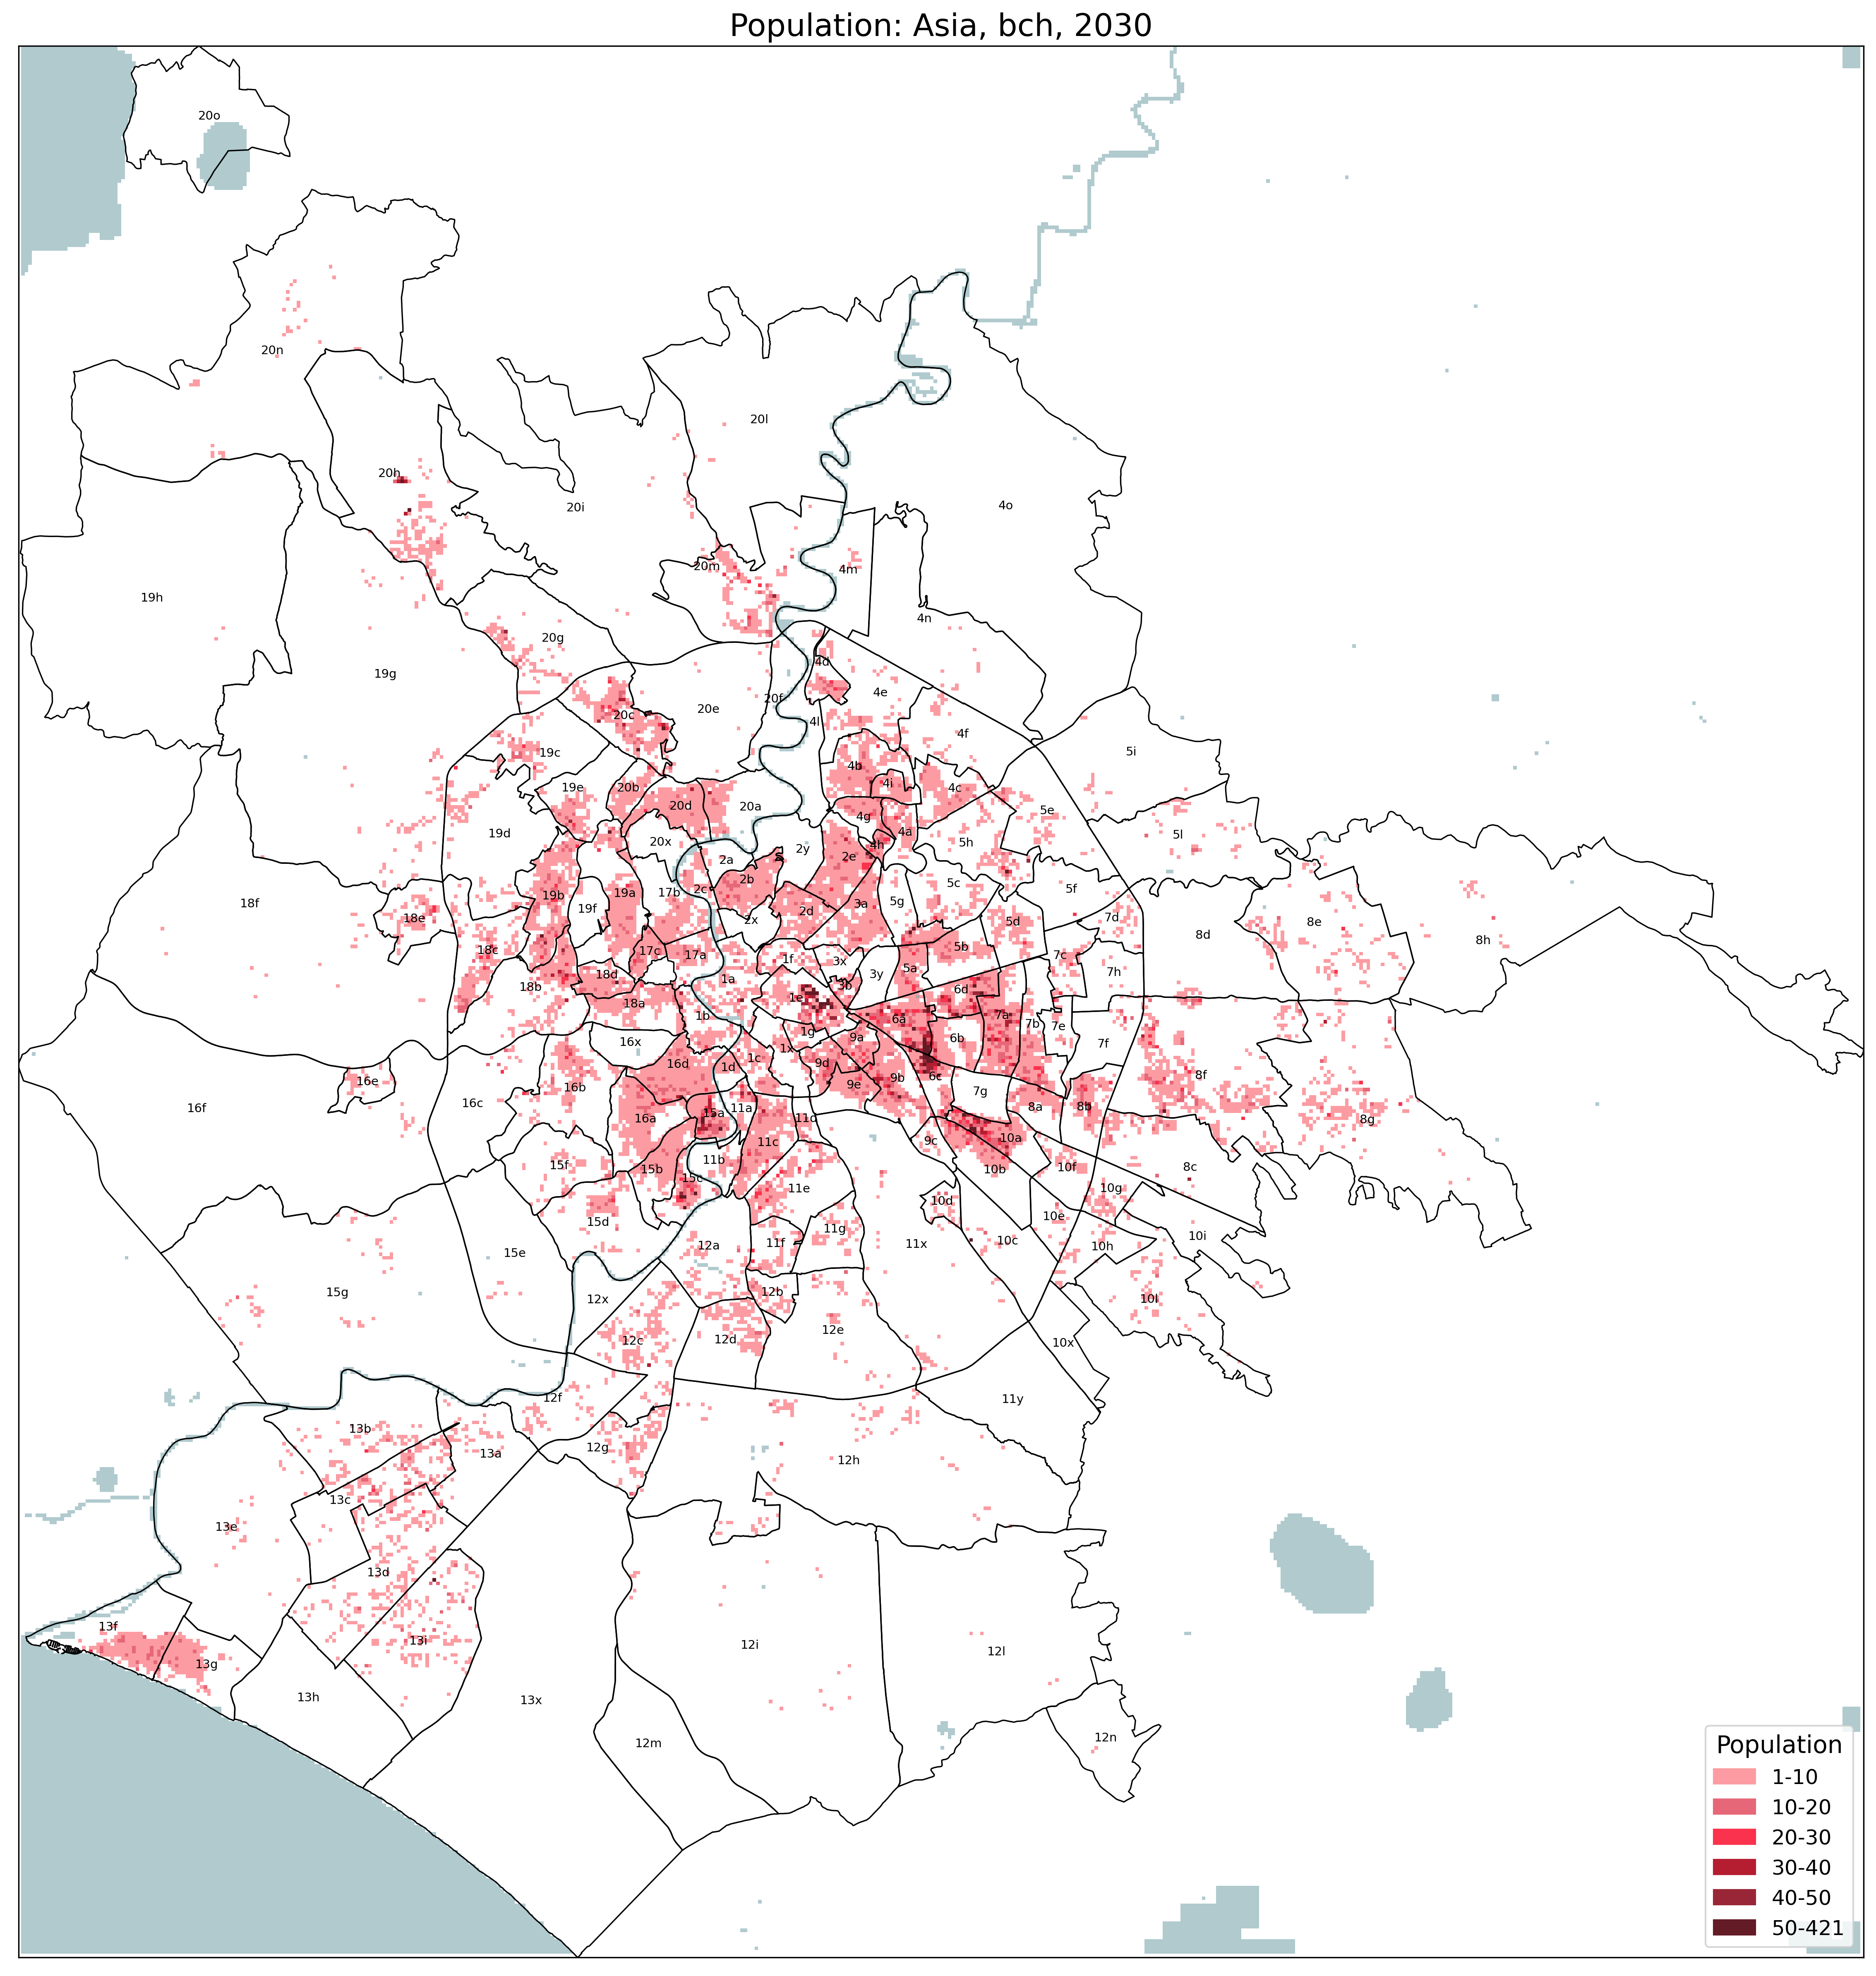 Population: Asia, bch, 2030
20o
20n
20l
20h
20i
4o
20m
4m
19h
4n
20g
4d
19g
4e
20f
20e
20c
4l
4f
5i
19c
4b
4i
19e
20b
4c
20d
20a
5e
4g
19d
4a
5l
20x
5h
4h
2y
2e
2a
2b
5c
5f
2c
19b
19a
17b
18f
5g
3a
19f
2d
18e
2x
7d
5d
8e
8d
8h
5b
18c
17c
17a
7c
1f
3x
5a
7h
18d
3y
1a
3b
18b
6d
1e
18a
1b
7a
6a
7b
7e
1g
9a
6b
16x
7f
1x
1c
16d
9d
1d
6c
8f
9b
16e
9e
16b
7g
16c
16f
11a
8a
8b
15a
16a
11d
8g
10a
11c
9c
11b
15f
10f
8c
15b
10b
15c
11e
10g
10d
10e
15d
11g
10i
10c
11f
11x
12a
10h
15e
12b
15g
12x
10l
12e
12d
12c
10x
12f
11y
13b
12g
13a
12h
13c
13e
13d
13f
13i
12i
12l
13g
13h
13x
12n
12m
Population
1-10
10-20
20-30
30-40
40-50
50-421